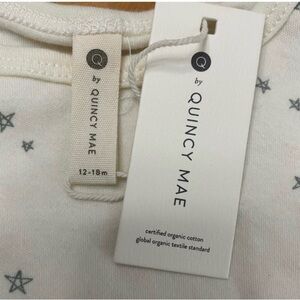 Q
by
QUINCY MAE
12-18m
Q
by
QUINCY MAE
certified organic cotton
global organic textile standard